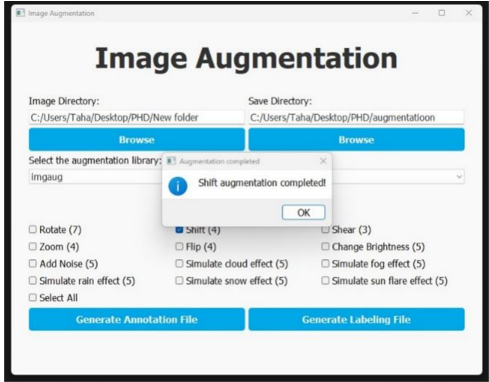 Image Augmentation
Image Augmentation
Image Directory: Save Directory:
C:/Users/Taha/Desktop/PHD/New folder C:/Users/Taha/Desktop/PHD/augmentatioon
Browse Browse
Select the augmentation library:
imgaug
Augmentation completed
Shift augmentation completed!
OK
Rotate (7) Shift (4) Shear (3)
Zoom (4) Flip (4) Change Brightness (5)
Add Noise (5) Simulate cloud effect (5) Simulate fog effect (5)
Simulate rain effect (5) Simulate snow effect (5) Simulate sun flare effect (5)
Select All
Generate Annotation File Generate Labeling File